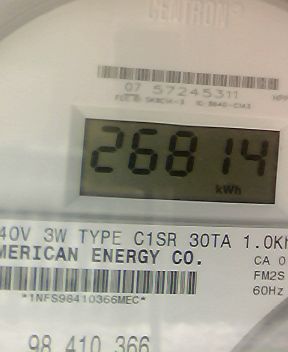 CENTRON®
07 57245311
26814
kWh
40V 3W TYPE C1SR 30TA 1.0Kh
MERICAN ENERGY CO.
CA 0
FM2S
60Hz
*1NFS98410366MEC*
98 410 366